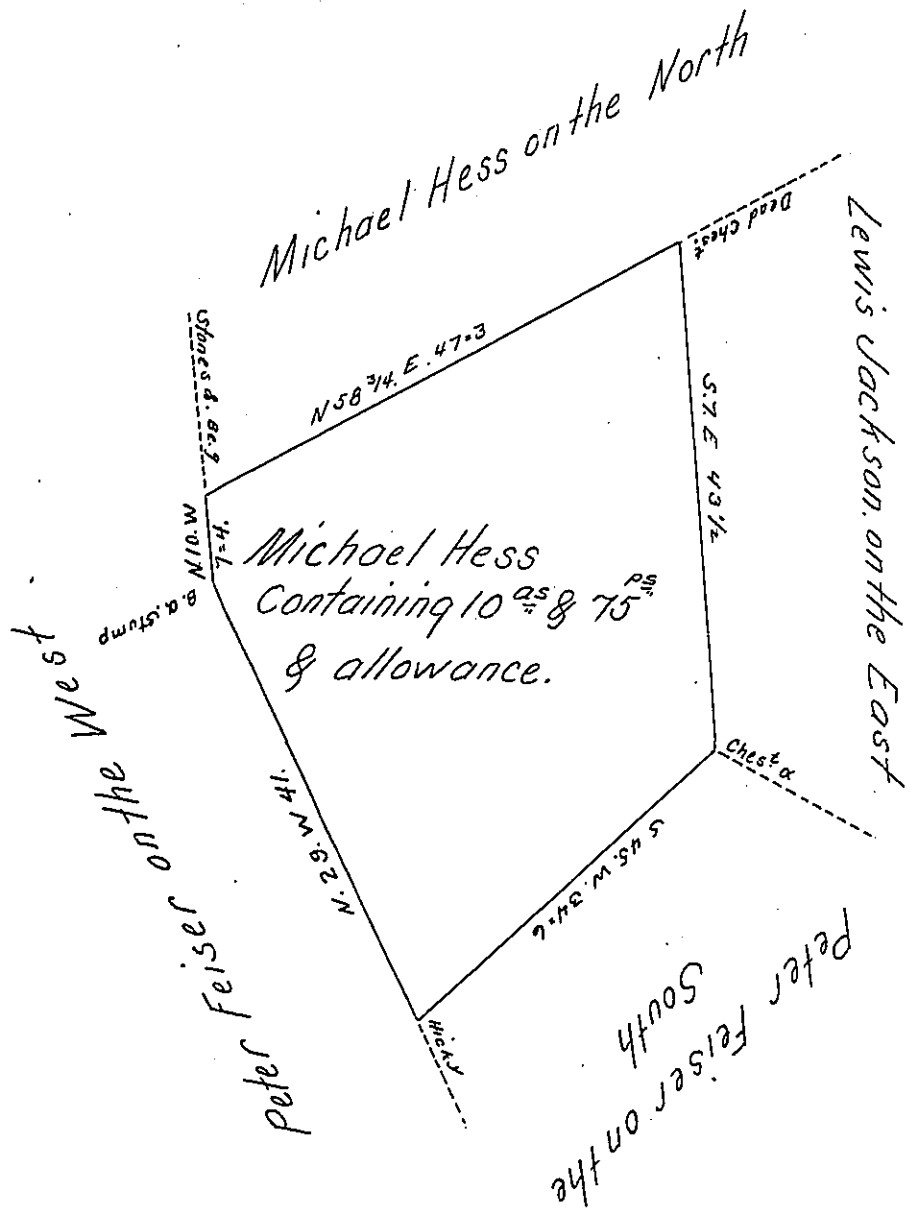 Michael Hess on the North
Dead Chest
Lewis Jackson. on the East
Stones &
N 58 3/4. E. 47=3
S. 7. E 43 1/2
N 10. W
7=4
B. a. Stump
Michael Hess
Containing 10 as & 75 ps
& allowance.
Peter Feiser on the West
N. 29. W 41.
Chest a
S 45. W. 34=6
Hicky
Peter Feiser on the
South